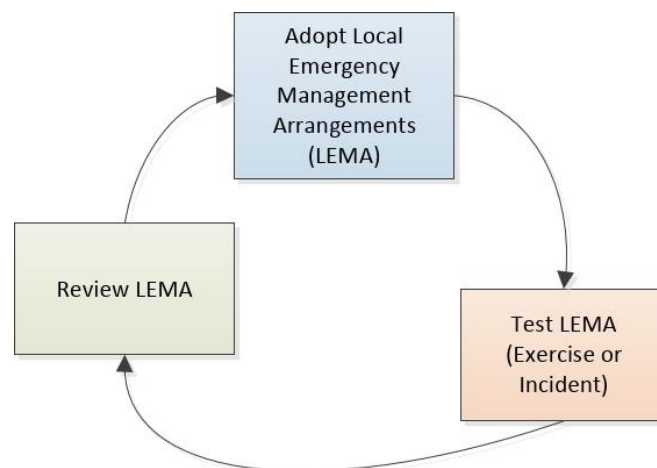 Adopt Local
Emergency
Management
Arrangements
(LEMA)
Review LEMA
Test LEMA
(Exercise or
Incident)